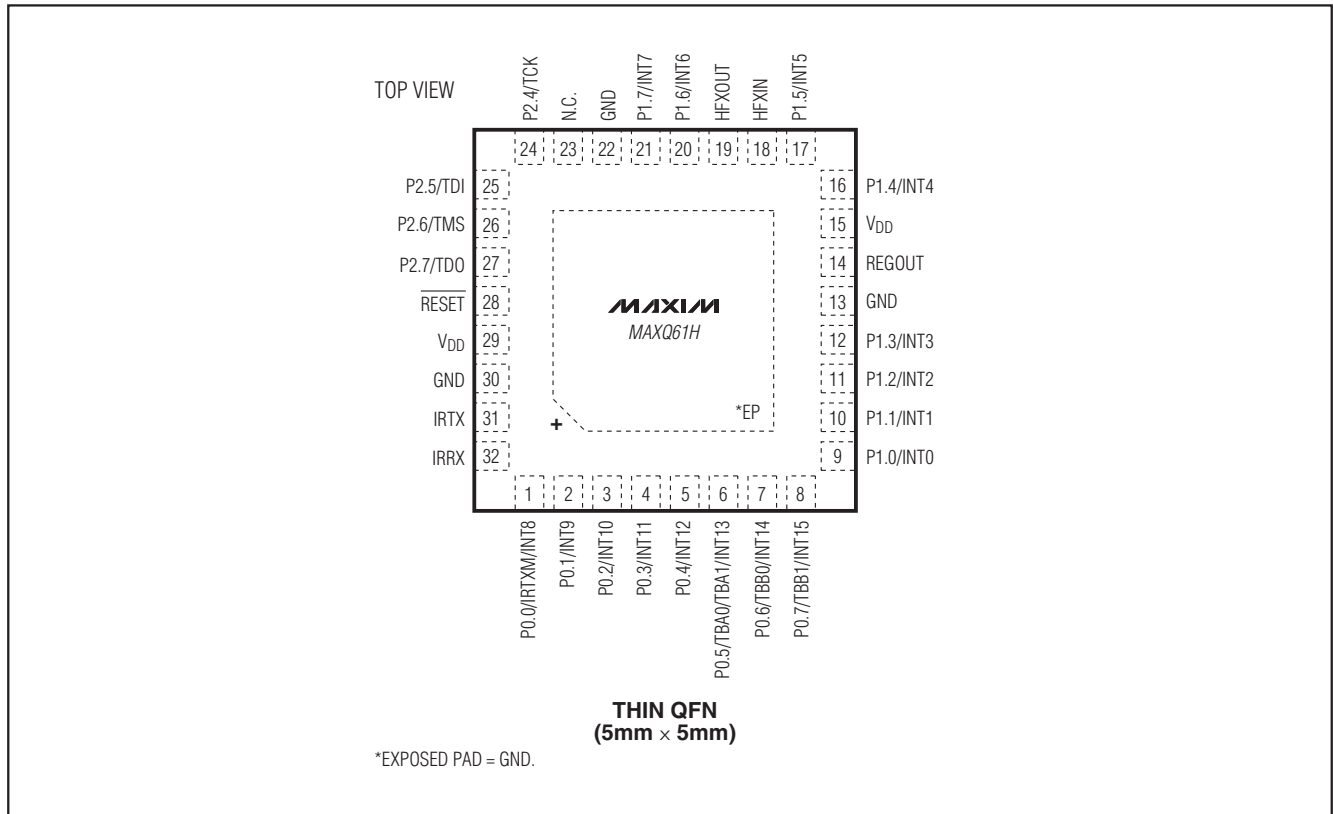 TOP VIEW
P2.4/TCK
N.C.
GND
P1.7/INT7
P1.6/INT6
HFXOUT
HFXIN
P1.5/INT5
24 23 22 21 20 19 18 17
P2.5/TDI 25
P2.6/TMS 26
P2.7/TDO 27
RESET 28
VDD 29
GND 30
IRTX 31
IRRX 32
16 P1.4/INT4
15 VDD
14 REGOUT
13 GND
12 P1.3/INT3
11 P1.2/INT2
10 P1.1/INT1
9 P1.0/INT0
MAXIM
MAXQ61H
*EP
+
1 2 3 4 5 6 7 8
P0.0/IRTXM/INT8
P0.1/INT9
P0.2/INT10
P0.3/INT11
P0.4/INT12
P0.5/TBA0/TBA1/INT13
P0.6/TBB0/INT14
P0.7/TBB1/INT15
THIN QFN
(5mm × 5mm)
*EXPOSED PAD = GND.